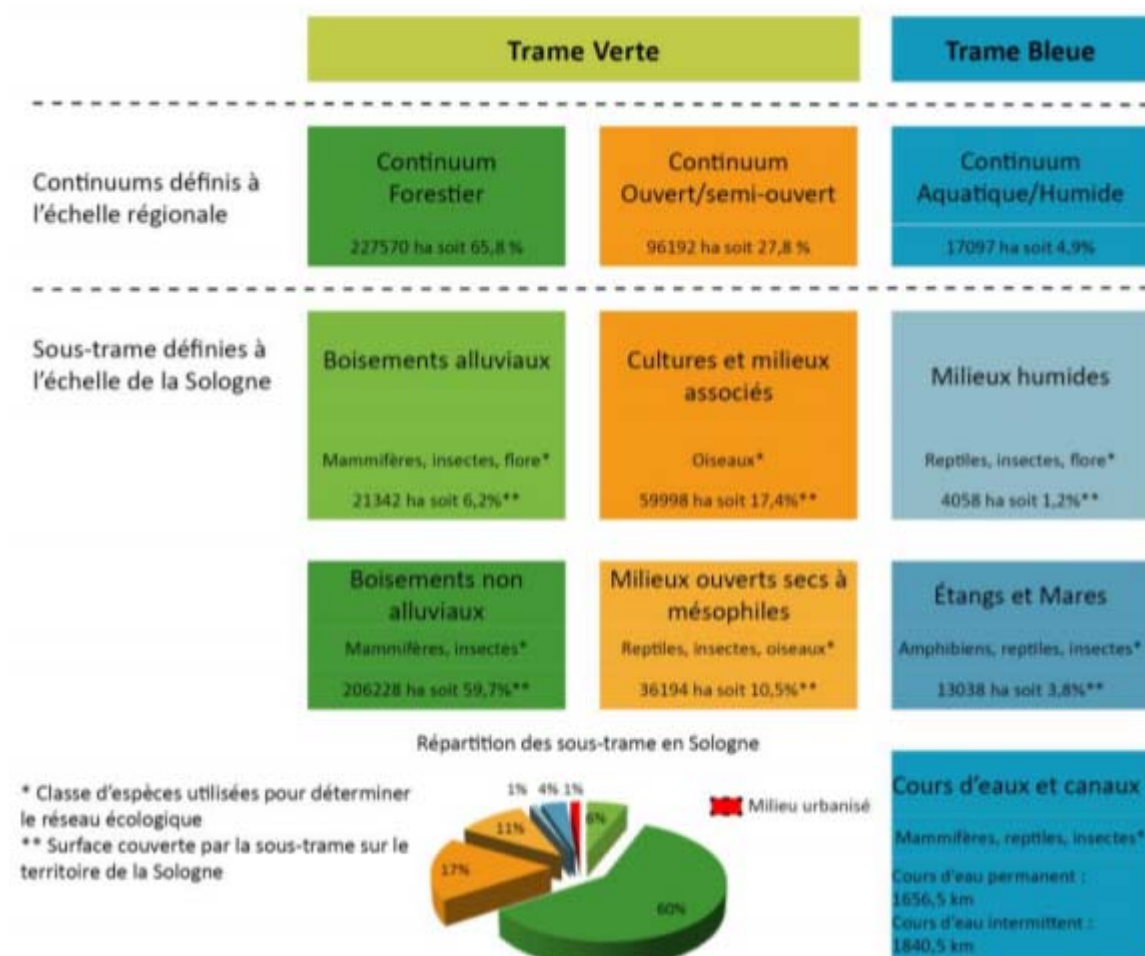 Trame Verte
Trame Bleue
Continuums définis à
l'échelle régionale
Continuum
Forestier
227570 ha soit 65,8 %
Continuum
Ouvert/semi-ouvert
96192 ha soit 27,8 %
Continuum
Aquatique/Humide
17097 ha soit 4,9%
Sous-trame définies à
l'échelle de la Sologne
Boisements alluviaux
Mammifères, insectes, flore*
21342 ha soit 6,2%**
Cultures et milieux
associés
Oiseaux*
59998 ha soit 17,4%**
Milieux humides
Reptiles, insectes, flore*
4058 ha soit 1,2%**
Boisements non
alluviaux
Mammifères, insectes*
206228 ha soit 59,7%**
Milieux ouverts secs à
mésophiles
Reptiles, insectes, oiseaux*
36194 ha soit 10,5%**
Étangs et Mares
Amphibiens, reptiles, insectes*
13038 ha soit 3,8%**
Répartition des sous-trame en Sologne
* Classe d'espèces utilisées pour déterminer
le réseau écologique
** Surface couverte par la sous-trame sur le
territoire de la Sologne
1% 4% 1%
6%
11%
17%
60%
Milieu urbanisé
Cours d'eaux et canaux
Mammifères, reptiles, insectes*
Cours d'eau permanent :
1656,5 km
Cours d'eau intermittent :
1840,5 km